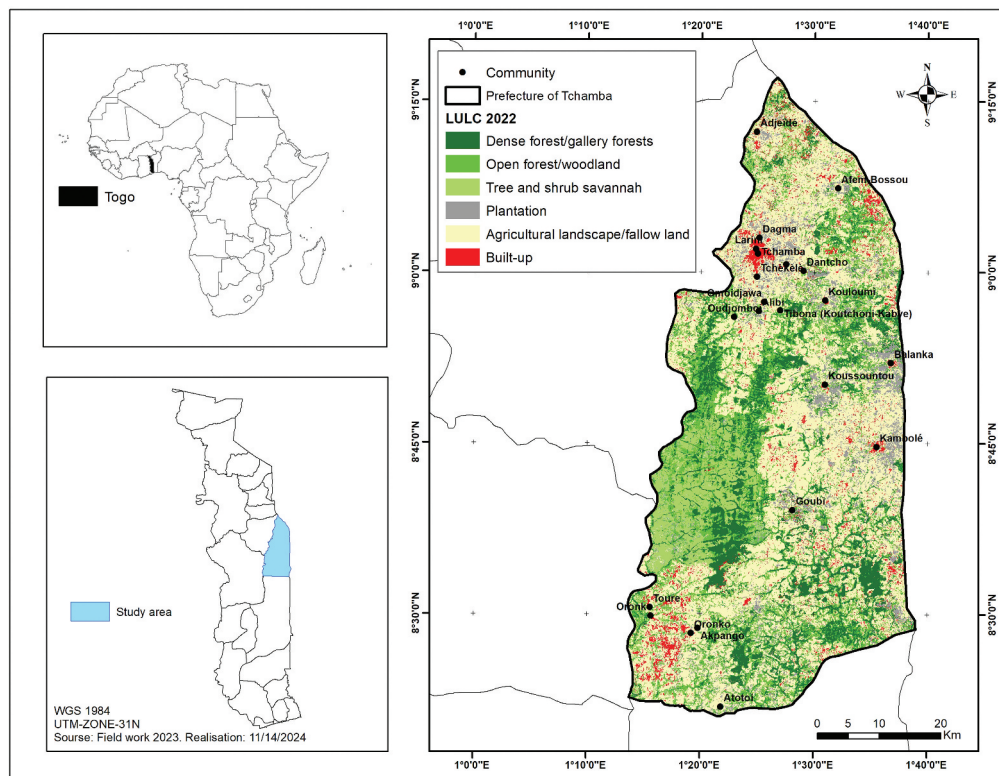 Togo
Study area
WGS 1984
UTM-ZONE-31N
Sourse: Field work 2023. Realisation: 11/14/2024
1°0'0"E 1°10'0"E 1°20'0"E 1°30'0"E 1°40'0"E
Community
Prefecture of Tchamba
LULC 2022
Dense forest/gallery forests
Open forest/woodland
Tree and shrub savannah
Plantation
Agricultural landscape/fallow land
Built-up
N
W E
S
9°15'0"N 9°15'0"N
Adjeidé
Afem-Bossou
Dagma
Larini
Tchamba
9°0'0"N 9°0'0"N
Tchekélé
Dantcho
Omoidjawa
Alibi
Kouloumi
Oudjomboi
Tibona (Koutchoni-Kabye)
Balanka
Koussountou
8°45'0"N 8°45'0"N
Kambolé
Goubi
8°30'0"N 8°30'0"N
Toure
Oronko
Oronko
Akpango
Atotoi
0 5 10 20
Km
1°0'0"E 1°10'0"E 1°20'0"E 1°30'0"E 1°40'0"E